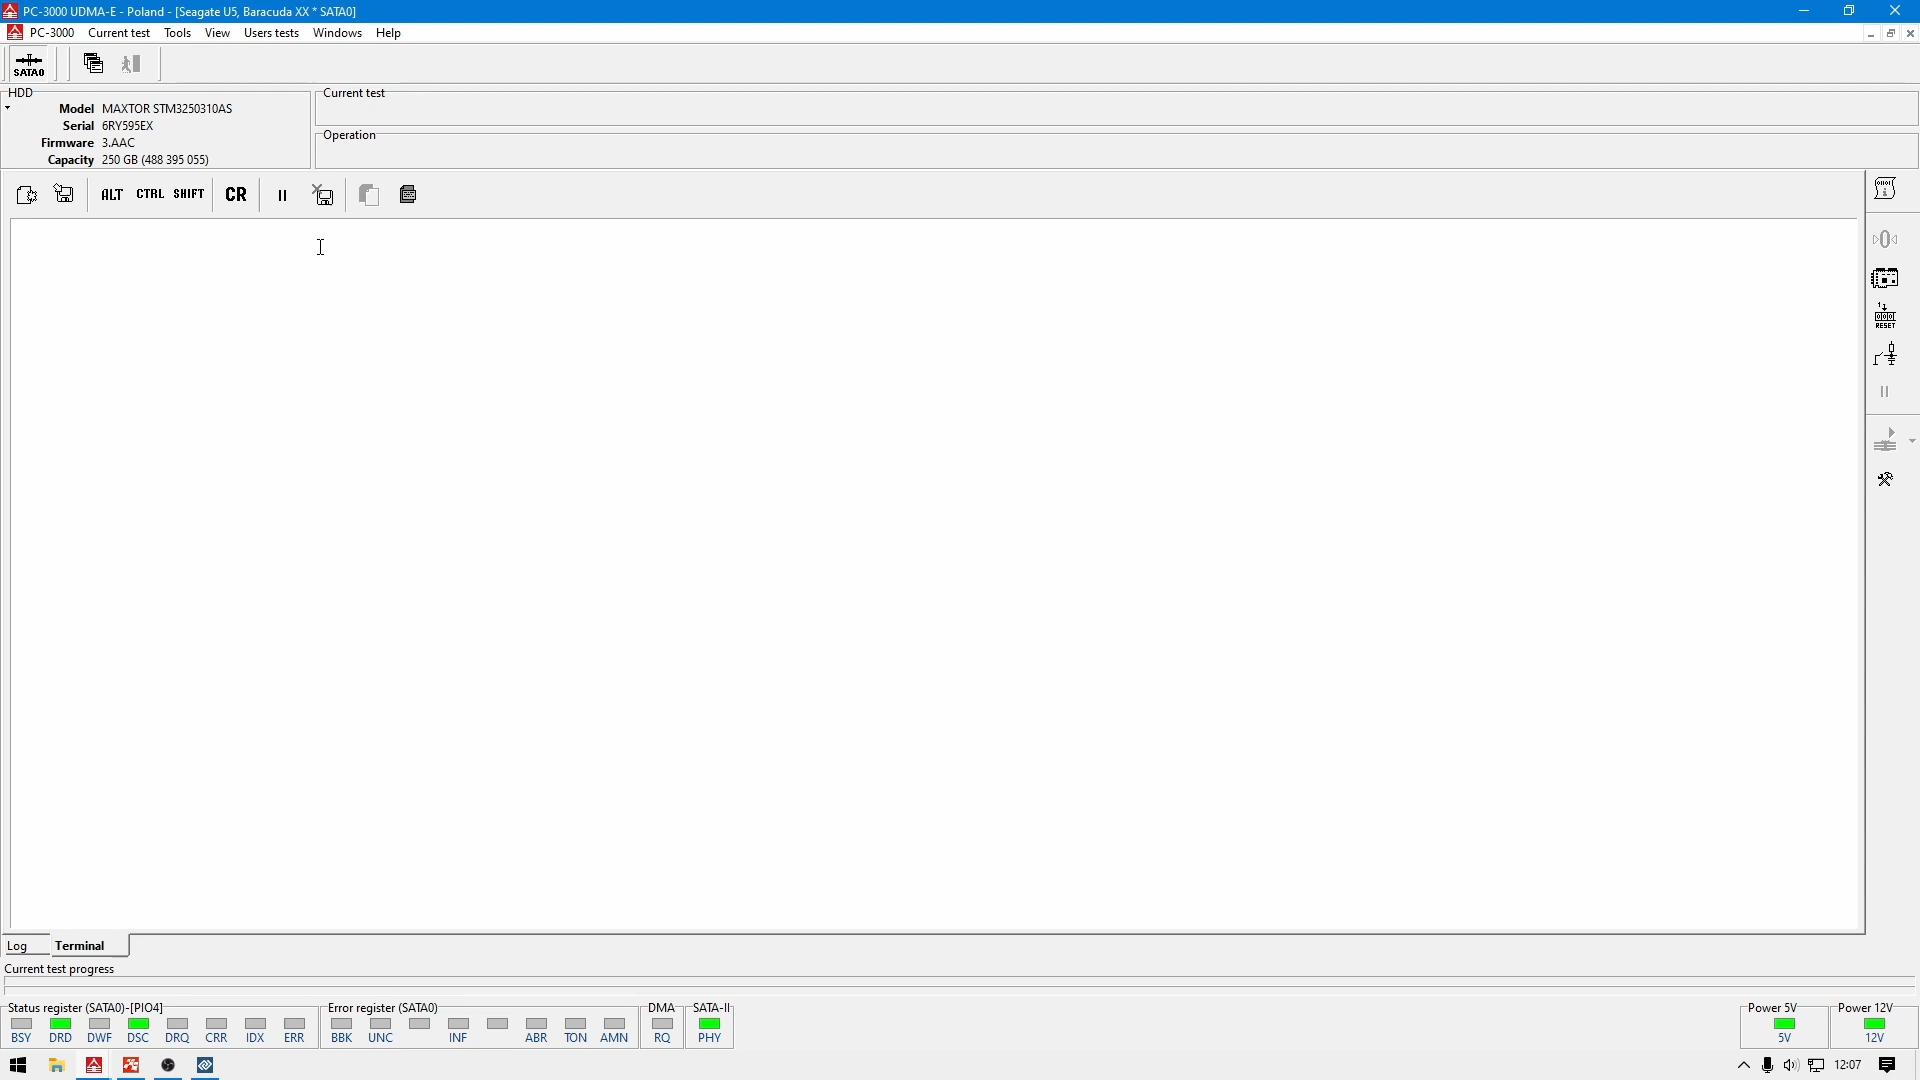 PC-3000 UDMA-E - Poland - [Seagate U5, Baracuda XX * SATA0]
PC-3000 Current test Tools View Users tests Windows Help
SATA0
HDD
Model MAXTOR STM3250310AS
Serial 6RY595EX
Firmware 3.AAC
Capacity 250 GB (488 395 055)
Current test
Operation
ALT CTRL SHIFT CR
RESET
Log Terminal
Current test progress
Status register (SATA0)-[PIO4]
BSY DRD DWF DSC DRQ CRR IDX ERR
Error register (SATA0)
BBK UNC INF ABR TON AMN
DMA
RQ
SATA-II
PHY
Power 5V
5V
Power 12V
12V
12:07